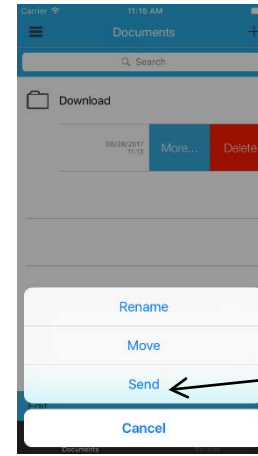 Carrier 11:15 AM
Documents +
Search
Download
06/28/2017
11:13
More...
Delete
Rename
Move
Send
Edit
Cancel
Documents